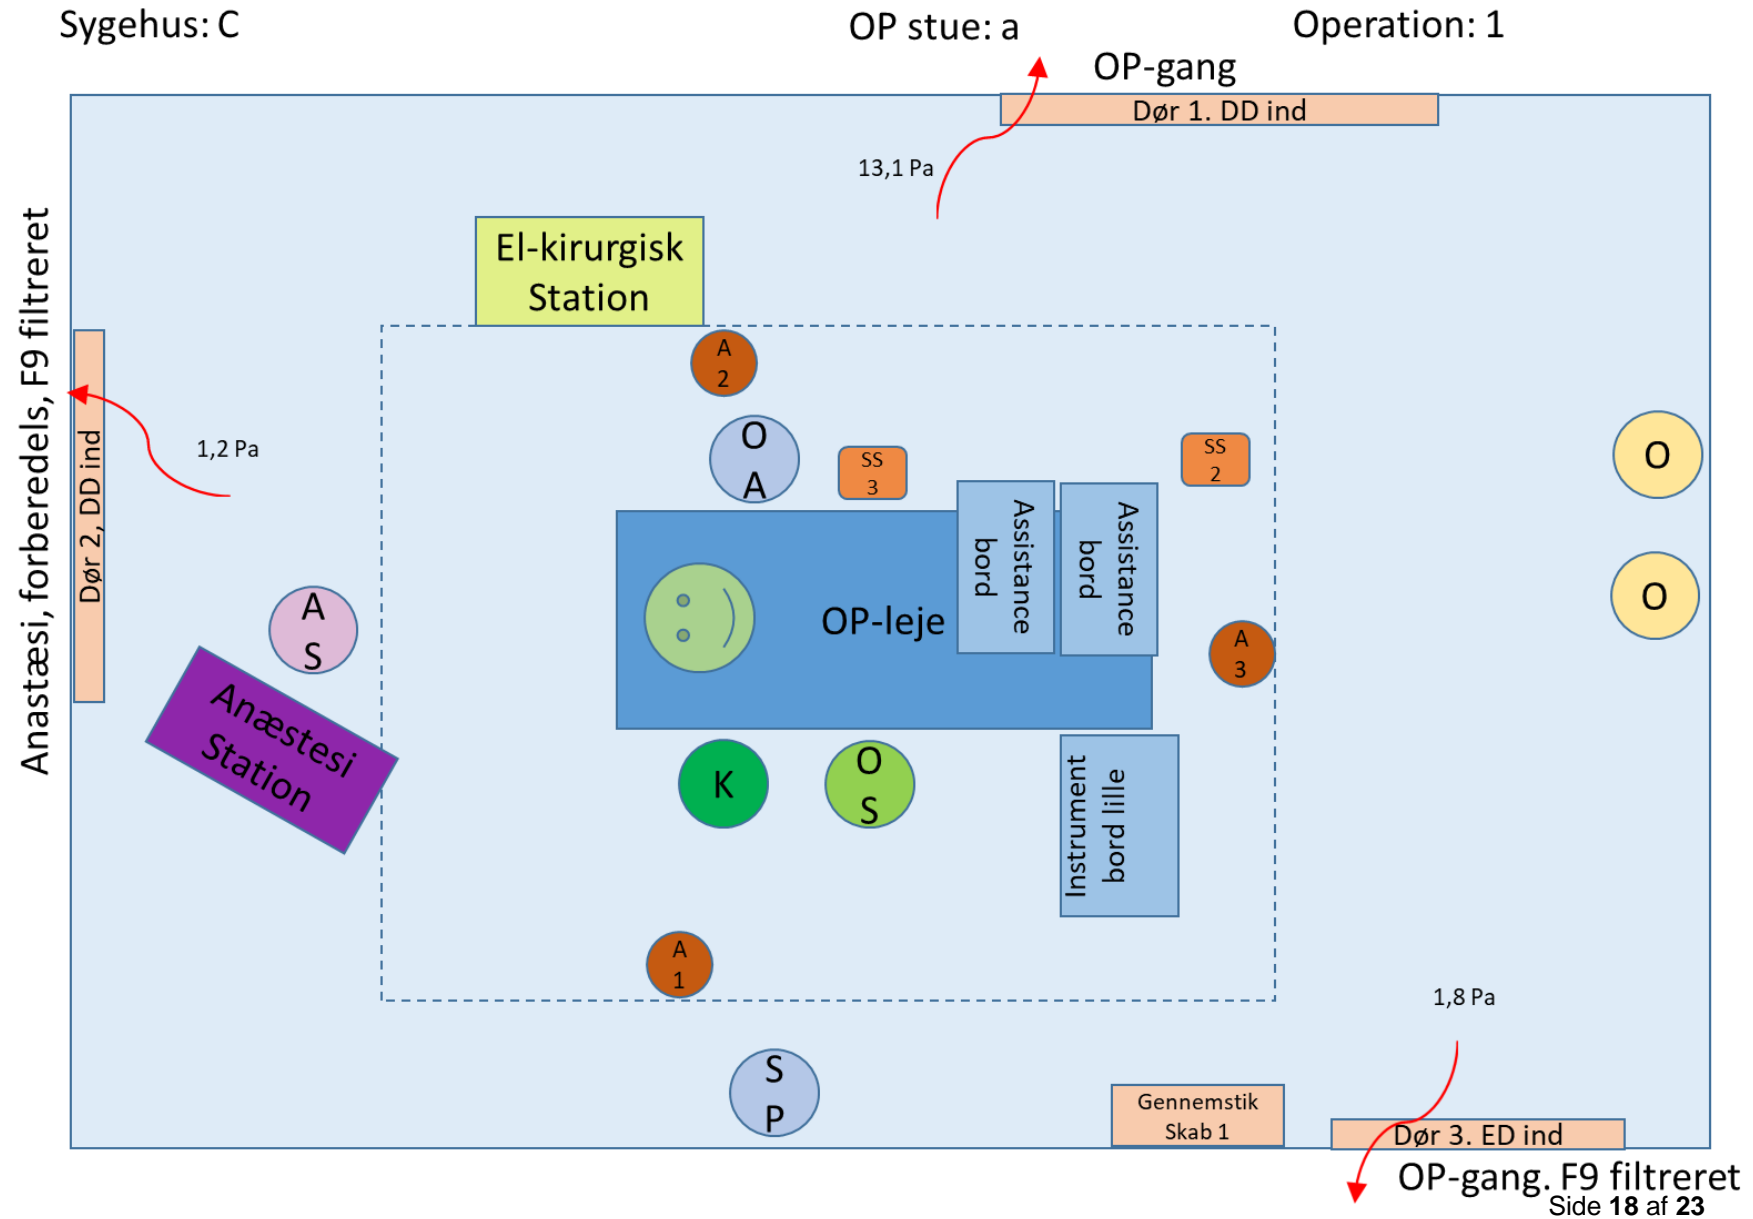 Sygehus: C
OP stue: a
Operation: 1
OP-gang
Dør 1. DD ind
13,1 Pa
El-kirurgisk
Station
Anastæsi, forberedels, F9 filtreret
Dør 2, DD ind
1,2 Pa
A
2
O
A
SS
3
SS
2
Assistance
bord
Assistance
bord
O
O
A
S
OP-leje
A
3
Anæstesi
Station
K
O
S
Instrument
bord lille
A
1
1,8 Pa
S
P
Gennemstik
Skab 1
Dør 3. ED ind
OP-gang. F9 filtreret
Side 18 af 23